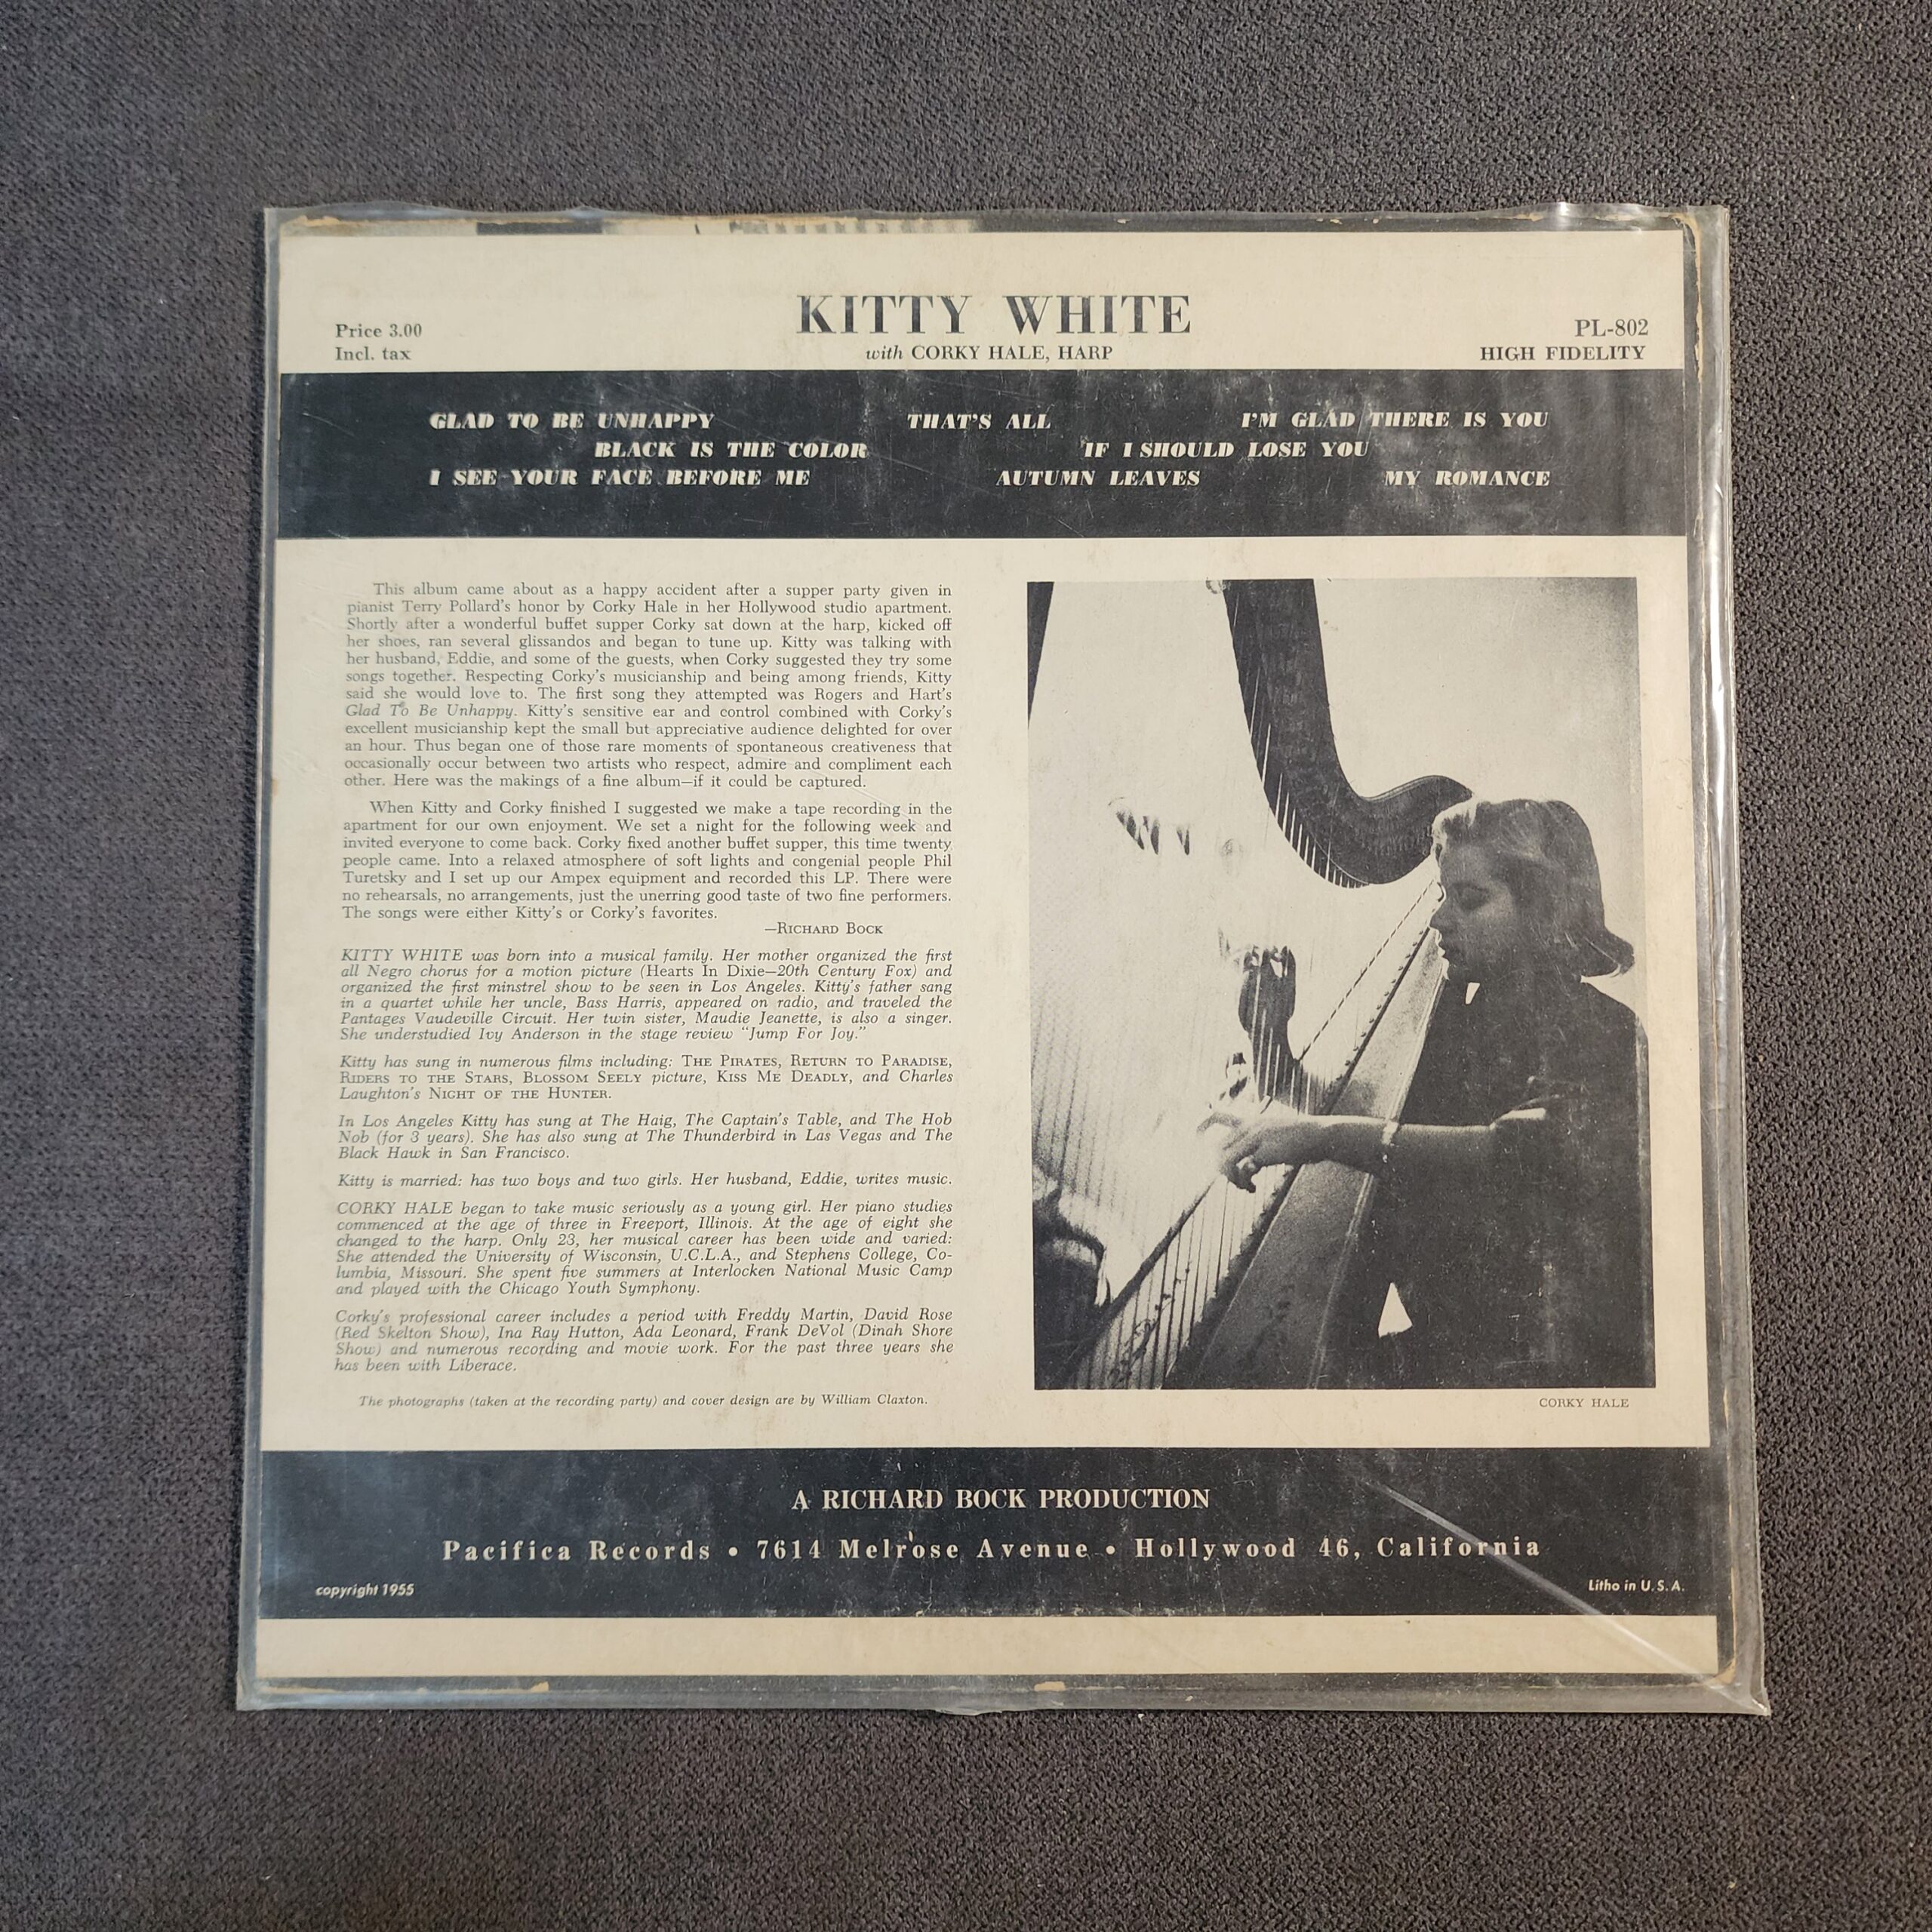 KITTY WHITE
with CORKY HALE, HARP
Price 3.00
Incl. tax
PL-802
HIGH FIDELITY
GLAD TO BE UNHAPPY THAT'S ALL I'M GLAD THERE IS YOU
BLACK IS THE COLOR IF I SHOULD LOSE YOU
I SEE YOUR FACE BEFORE ME AUTUMN LEAVES MY ROMANCE
This album came about as a happy accident after a supper party given in
pianist Terry Pollard's honor by Corky Hale in her Hollywood studio apartment.
Shortly after a wonderful buffet supper Corky sat down at the harp, kicked off
her shoes, ran several glissandos and began to tune up. Kitty was talking with
her husband, Eddie, and some of the guests, when Corky suggested they try some
songs together. Respecting Corky's musicianship and being among friends, Kitty
said she would love to. The first song they attempted was Rogers and Hart's
Glad To Be Unhappy. Kitty's sensitive ear and control combined with Corky's
excellent musicianship kept the small but appreciative audience delighted for over
an hour. Thus began one of those rare moments of spontaneous creativeness that
occasionally occur between two artists who respect, admire and compliment each
other. Here was the makings of a fine album—if it could be captured.
When Kitty and Corky finished I suggested we make a tape recording in the
apartment for our own enjoyment. We set a night for the following week and
invited everyone to come back. Corky fixed another buffet supper, this time twenty
people came. Into a relaxed atmosphere of soft lights and congenial people Phil
Turetsky and I set up our Ampex equipment and recorded this LP. There were
no rehearsals, no arrangements, just the unerring good taste of two fine performers.
The songs were either Kitty's or Corky's favorites.
—RICHARD BOCK
KITTY WHITE was born into a musical family. Her mother organized the first
all Negro chorus for a motion picture (Hearts In Dixie—20th Century Fox) and
organized the first minstrel show to be seen in Los Angeles. Kitty's father sang
in a quartet while her uncle, Bass Harris, appeared on radio, and traveled the
Pantages Vaudeville Circuit. Her twin sister, Maudie Jeanette, is also a singer.
She understudied Ivy Anderson in the stage review "Jump For Joy."
Kitty has sung in numerous films including: THE PIRATES, RETURN TO PARADISE,
RIDERS TO THE STARS, BLOSSOM SEELY picture, KISS ME DEADLY, and Charles
Laughton's NIGHT OF THE HUNTER.
In Los Angeles Kitty has sung at The Haig, The Captain's Table, and The Hob
Nob (for 3 years). She has also sung at The Thunderbird in Las Vegas and The
Black Hawk in San Francisco.
Kitty is married: has two boys and two girls. Her husband, Eddie, writes music.
CORKY HALE began to take music seriously as a young girl. Her piano studies
commenced at the age of three in Freeport, Illinois. At the age of eight she
changed to the harp. Only 23, her musical career has been wide and varied:
She attended the University of Wisconsin, U.C.L.A., and Stephens College, Co-
lumbia, Missouri. She spent five summers at Interlocken National Music Camp
and played with the Chicago Youth Symphony.
Corky's professional career includes a period with Freddy Martin, David Rose
(Red Skelton Show), Ina Ray Hutton, Ada Leonard, Frank DeVol (Dinah Shore
Show) and numerous recording and movie work. For the past three years she
has been with Liberace.
The photographs (taken at the recording party) and cover design are by William Claxton.
CORKY HALE
A RICHARD BOCK PRODUCTION
Pacifica Records • 7614 Melrose Avenue • Hollywood 46, California
copyright 1955
Litho in U. S. A.